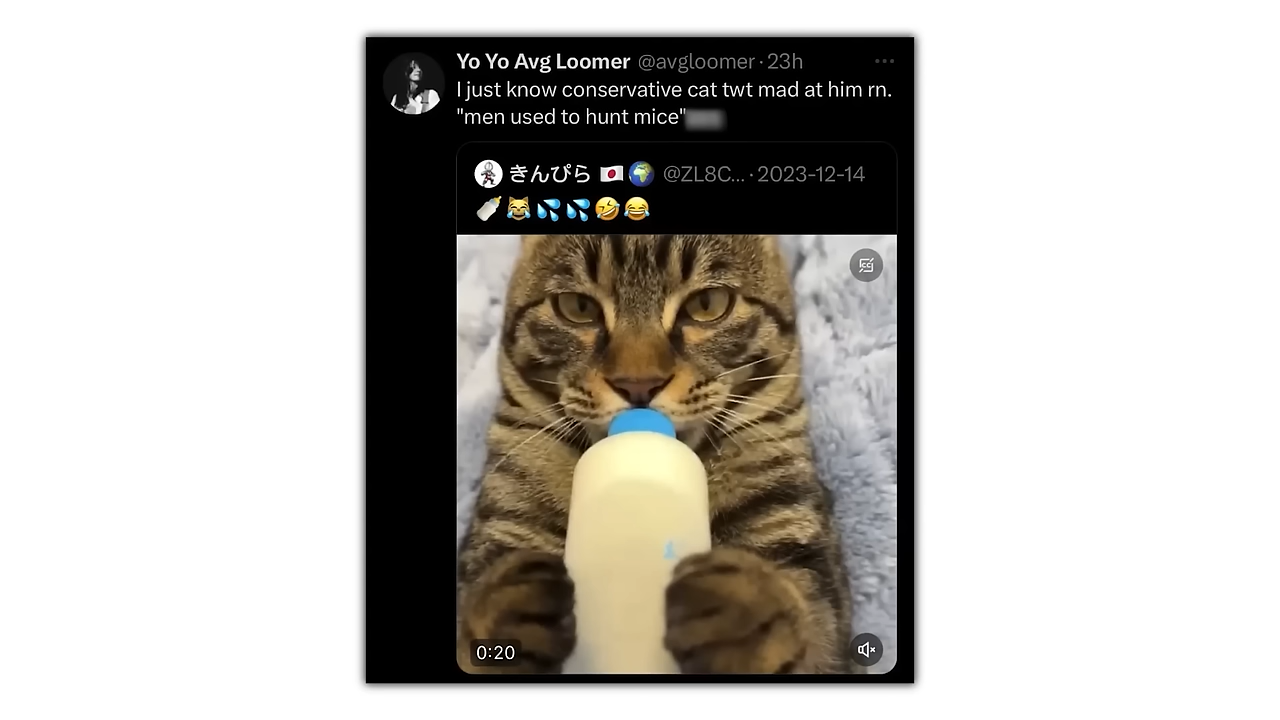 Yo Yo Avg Loomer @avgloomer · 23h
I just know conservative cat twt mad at him rn.
"men used to hunt mice"
きんぴら 🇯🇵🌍 @ZL8C... · 2023-12-14
🍼😹💦💦🤣😂
0:20